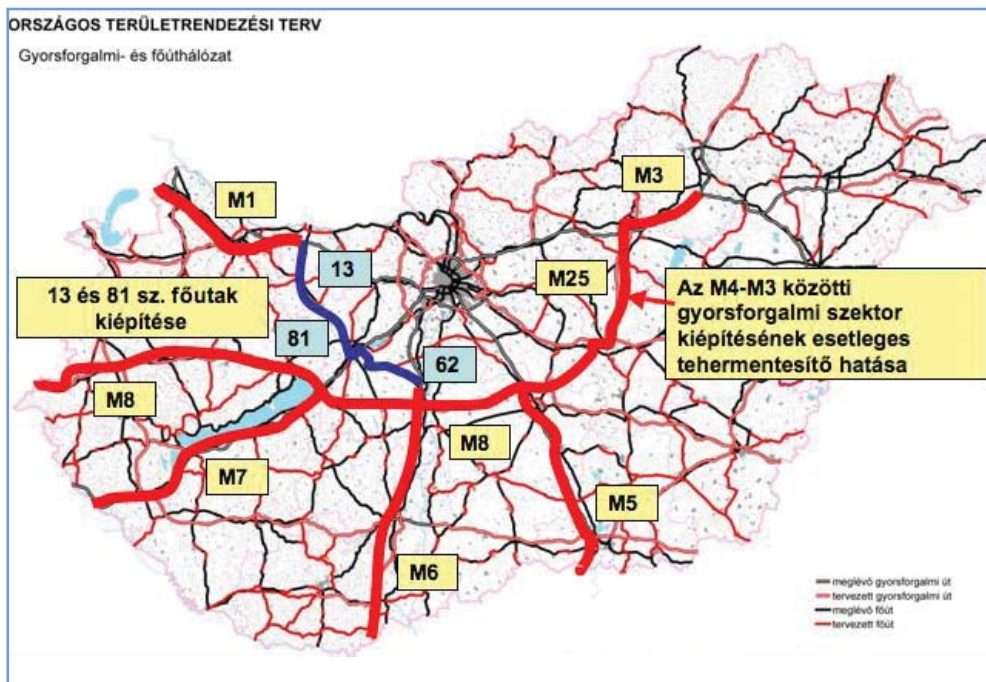 ORSZÁGOS TERÜLETRENDEZÉSI TERV
Gyorsforgalmi- és főúthálózat
M3
M1
13
M25
13 és 81 sz. főutak
kiépítése
Az M4-M3 közötti
gyorsforgalmi szektor
kiépítésének esetleges
tehermentesítő hatása
81
62
M8
M8
M7
M5
M6
meglévő gyorsforgalmi út
tervezett gyorsforgalmi út
meglévő főút
tervezett főút